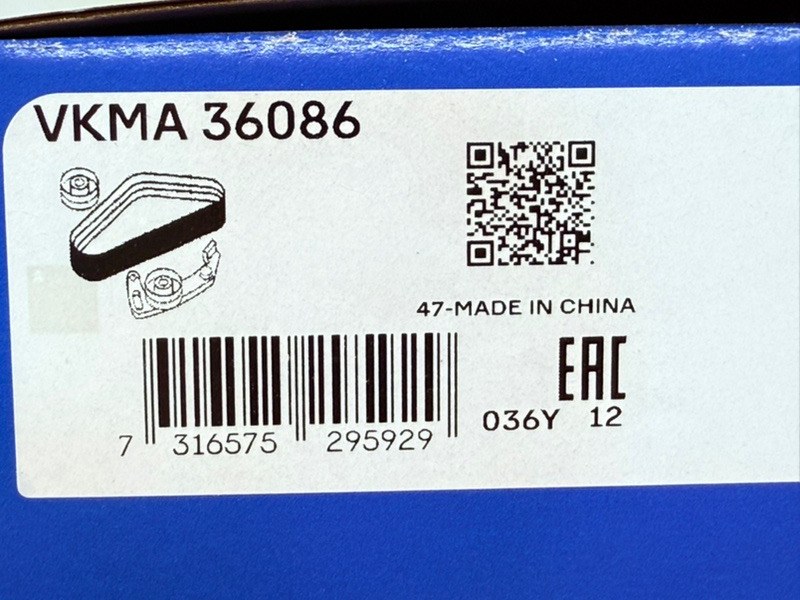 VKMA 36086
47-MADE IN CHINA
EAC
036Y 12
7 316575 295929